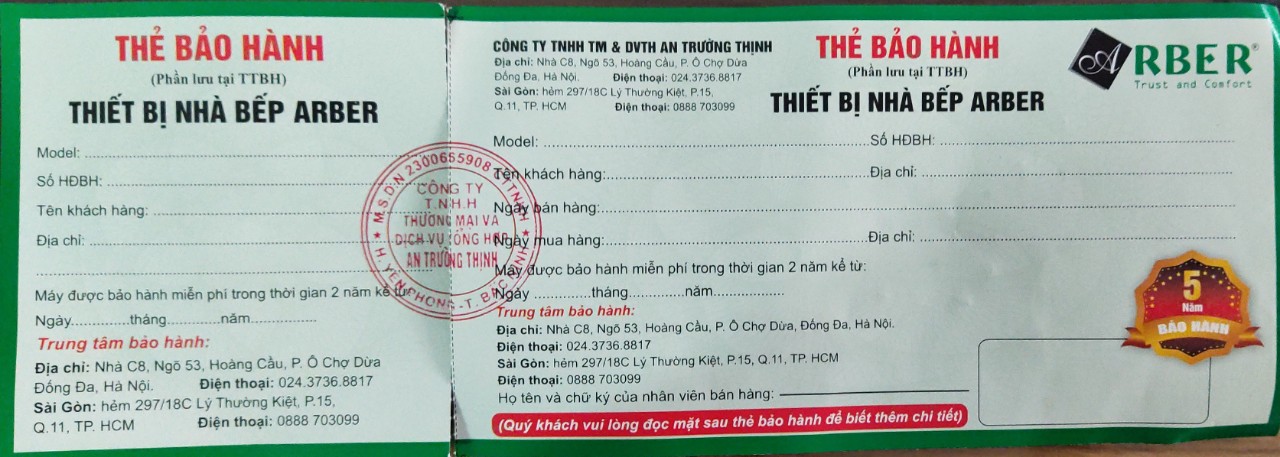 THẺ BẢO HÀNH
(Phần lưu tại TTBH)
THIẾT BỊ NHÀ BẾP ARBER
Model:
Số HĐBH:
Tên khách hàng:
Địa chỉ:
Máy được bảo hành miễn phí trong thời gian 2 năm kể từ:
Ngày..............tháng.............năm................
Trung tâm bảo hành:
Địa chỉ: Nhà C8, Ngõ 53, Hoàng Cầu, P. Ô Chợ Dừa
Đống Đa, Hà Nội. Điện thoại: 024.3736.8817
Sài Gòn: hẻm 297/18C Lý Thường Kiệt, P.15,
Q.11, TP. HCM Điện thoại: 0888 703099
M.S.D.N 2300655908
CÔNG TY
T.N.H.H
THƯƠNG MẠI VÀ
DỊCH VỤ TỔNG HỢP
AN TRƯỜNG THỊNH
H. YÊN PHONG - T. BẮC NINH
CÔNG TY TNHH TM & DVTH AN TRƯỜNG THỊNH
Địa chỉ: Nhà C8, Ngõ 53, Hoàng Cầu, P. Ô Chợ Dừa
Đống Đa, Hà Nội. Điện thoại: 024.3736.8817
Sài Gòn: hẻm 297/18C Lý Thường Kiệt, P.15,
Q.11, TP. HCM Điện thoại: 0888 703099
THẺ BẢO HÀNH
(Phần lưu tại TTBH)
THIẾT BỊ NHÀ BẾP ARBER
ARBER®
Trust and Comfort
Model: Số HĐBH:
Tên khách hàng: Địa chỉ:
Ngày bán hàng:
Ngày mua hàng: Địa chỉ:
Máy được bảo hành miễn phí trong thời gian 2 năm kể từ:
Ngày ..............tháng..............năm.................
Trung tâm bảo hành:
Địa chỉ: Nhà C8, Ngõ 53, Hoàng Cầu, P. Ô Chợ Dừa, Đống Đa, Hà Nội.
Điện thoại: 024.3736.8817
Sài Gòn: hẻm 297/18C Lý Thường Kiệt, P.15, Q.11, TP. HCM
Điện thoại: 0888 703099
Họ tên và chữ ký của nhân viên bán hàng:
(Quý khách vui lòng đọc mặt sau thẻ bảo hành để biết thêm chi tiết)
5
Năm
BẢO HÀNH